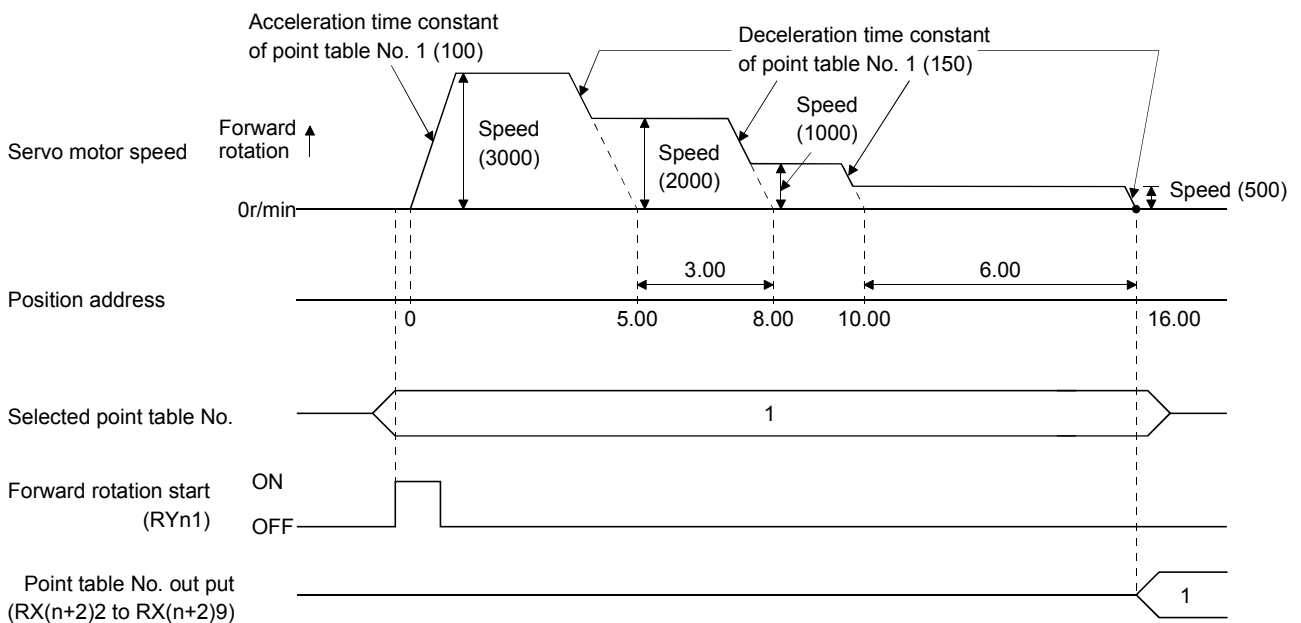 Acceleration time constant
of point table No. 1 (100)
Deceleration time constant
of point table No. 1 (150)
Servo motor speed
Forward
rotation
Speed
(3000)
Speed
(2000)
Speed
(1000)
Speed (500)
0r/min
3.00
6.00
Position address
0
5.00
8.00
10.00
16.00
Selected point table No.
1
Forward rotation start
(RYn1)
ON
OFF
Point table No. out put
(RX(n+2)2 to RX(n+2)9)
1